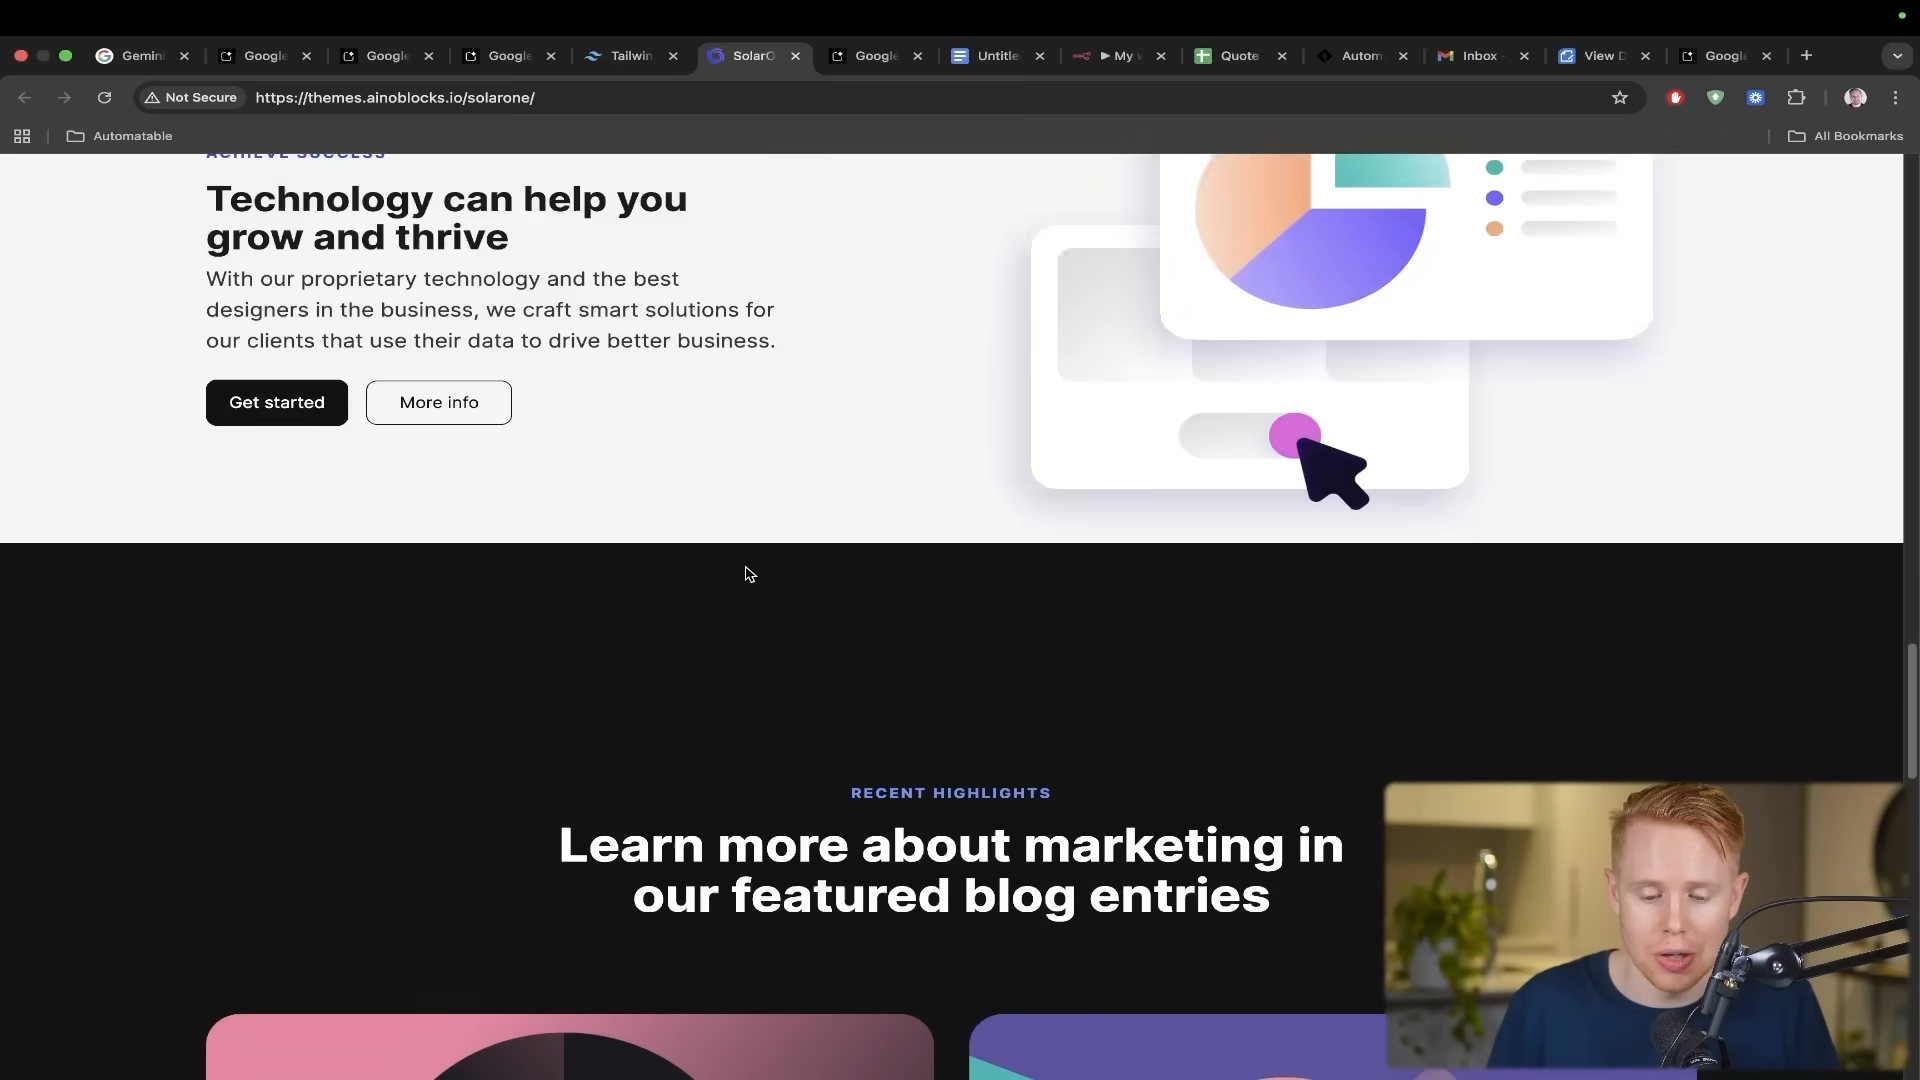 Gemini
Google
Google
Google
Tailwin
SolarO
Google
Untitle
My
Quote
Autom
Inbox
View D
Google
Not Secure
https://themes.ainoblocks.io/solarone/
Automatable
All Bookmarks
ACHIEVE SUCCESS
Technology can help you
grow and thrive
With our proprietary technology and the best
designers in the business, we craft smart solutions for
our clients that use their data to drive better business.
Get started
More info
RECENT HIGHLIGHTS
Learn more about marketing in
our featured blog entries